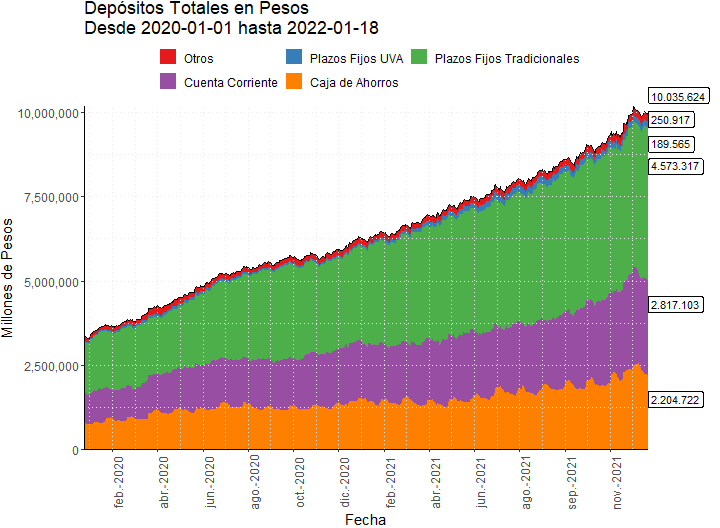 Depósitos Totales en Pesos
Desde 2020-01-01 hasta 2022-01-18
Otros
Plazos Fijos UVA
Plazos Fijos Tradicionales
Cuenta Corriente
Caja de Ahorros
Millones de Pesos
10,000,000
7,500,000
5,000,000
2,500,000
0
10.035.624
250.917
189.565
4.573.317
2.817.103
2.204.722
feb.-2020
abr.-2020
jun.-2020
ago.-2020
oct.-2020
dic.-2020
feb.-2021
abr.-2021
jun.-2021
ago.-2021
sep.-2021
nov.-2021
Fecha